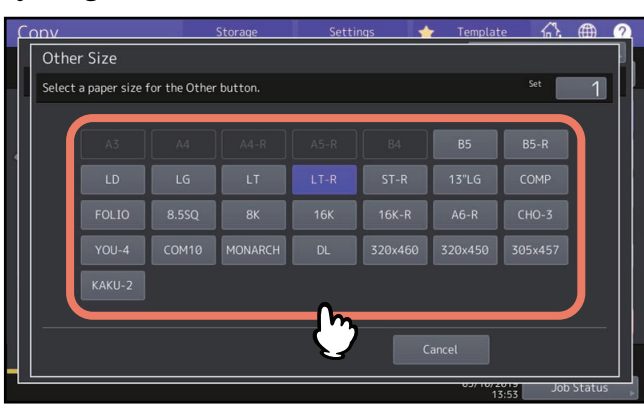 Copy Storage Settings Template ?
Other Size
Select a paper size for the Other button. Set 1
A3 A4 A4-R A5-R B4 B5 B5-R
LD LG LT LT-R ST-R 13"LG COMP
FOLIO 8.5SQ 8K 16K 16K-R A6-R CHO-3
YOU-4 COM10 MONARCH DL 320x460 320x450 305x457
KAKU-2
Cancel
13:53 Job Status